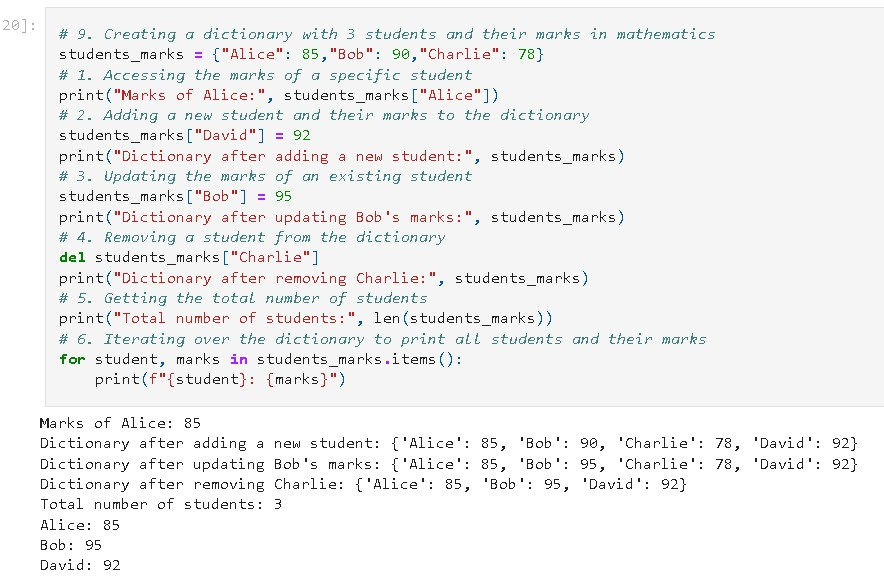 20]:
# 9. Creating a dictionary with 3 students and their marks in mathematics
students_marks = {"Alice": 85,"Bob": 90,"Charlie": 78}
# 1. Accessing the marks of a specific student
print("Marks of Alice:", students_marks["Alice"])
# 2. Adding a new student and their marks to the dictionary
students_marks["David"] = 92
print("Dictionary after adding a new student:", students_marks)
# 3. Updating the marks of an existing student
students_marks["Bob"] = 95
print("Dictionary after updating Bob's marks:", students_marks)
# 4. Removing a student from the dictionary
del students_marks["Charlie"]
print("Dictionary after removing Charlie:", students_marks)
# 5. Getting the total number of students
print("Total number of students:", len(students_marks))
# 6. Iterating over the dictionary to print all students and their marks
for student, marks in students_marks.items():
    print(f"{student}: {marks}")
Marks of Alice: 85
Dictionary after adding a new student: {'Alice': 85, 'Bob': 90, 'Charlie': 78, 'David': 92}
Dictionary after updating Bob's marks: {'Alice': 85, 'Bob': 95, 'Charlie': 78, 'David': 92}
Dictionary after removing Charlie: {'Alice': 85, 'Bob': 95, 'David': 92}
Total number of students: 3
Alice: 85
Bob: 95
David: 92